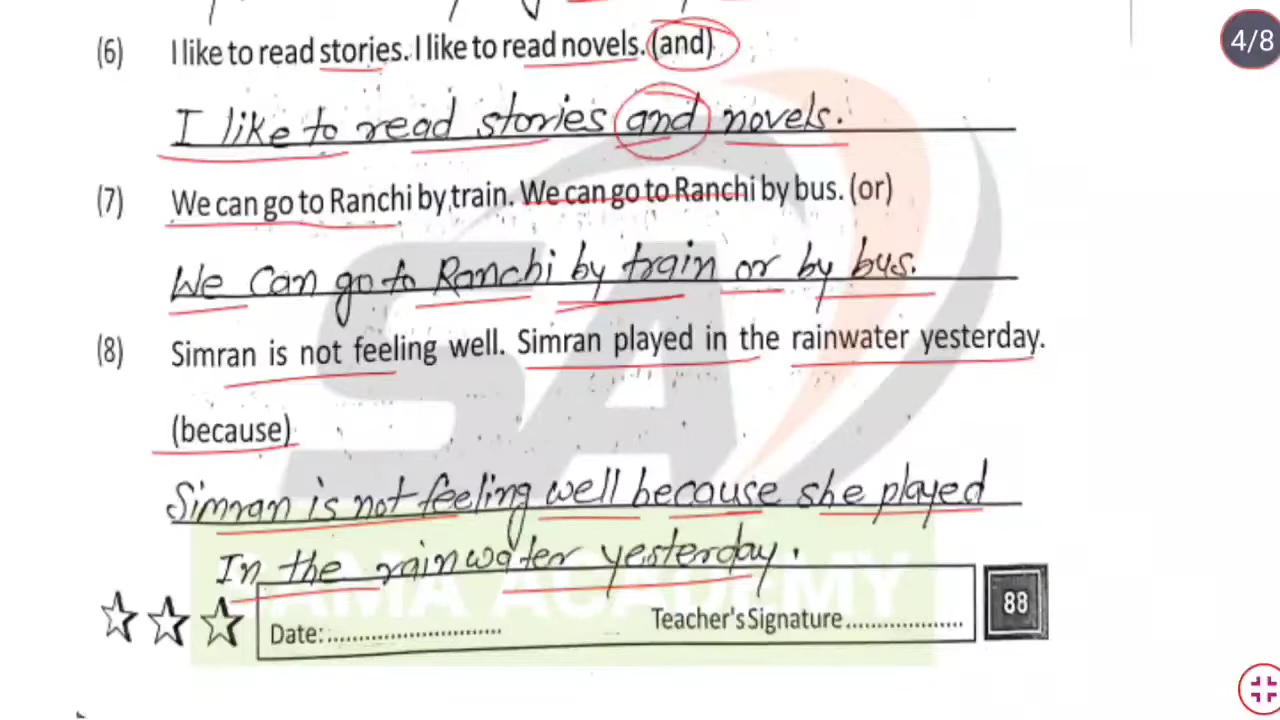 4/8
(6) I like to read stories. I like to read novels. (and)
I like to read stories and novels.
(7) We can go to Ranchi by train. We can go to Ranchi by bus. (or)
We Can go to Ranchi by train or by bus.
(8) Simran is not feeling well. Simran played in the rainwater yesterday.
(because)
Simran is not feeling well because she played
In the rainwater yesterday.
Date: Teacher's Signature 88
SA
AMA ACADEMY